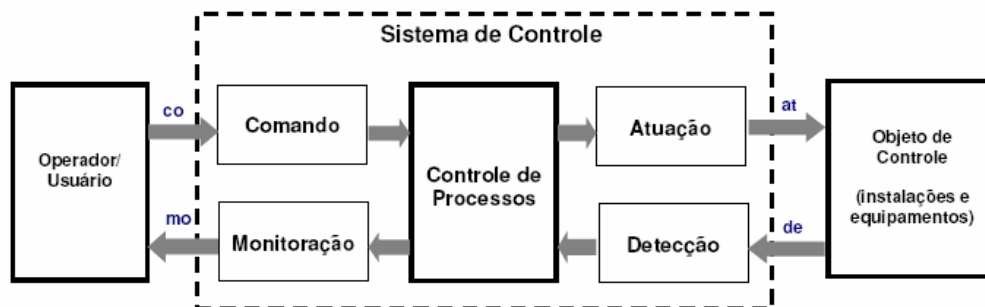 Sistema de Controle
co
Comando
Atuação
at
Operador/
Usuário
Controle de
Processos
Objeto de
Controle
(instalações e
equipamentos)
mo
Monitoração
Detecção
de